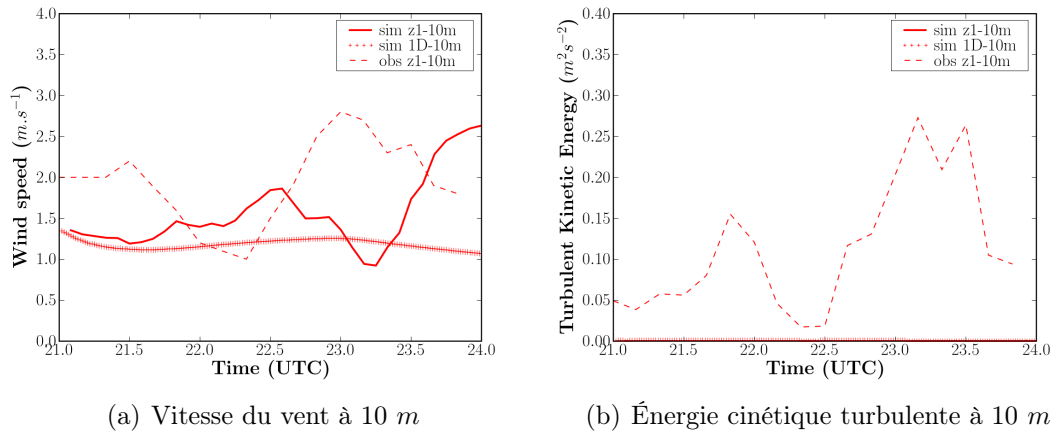 sim z1-10m
sim 1D-10m
obs z1-10m
4.0
3.5
3.0
2.5
2.0
1.5
1.0
0.5
0.0
Wind speed (m.s⁻¹)
21.0 21.5 22.0 22.5 23.0 23.5 24.0
Time (UTC)
(a) Vitesse du vent à 10 m
sim z1-10m
sim 1D-10m
obs z1-10m
0.40
0.35
0.30
0.25
0.20
0.15
0.10
0.05
0.00
Turbulent Kinetic Energy (m²s⁻²)
21.0 21.5 22.0 22.5 23.0 23.5 24.0
Time (UTC)
(b) Énergie cinétique turbulente à 10 m